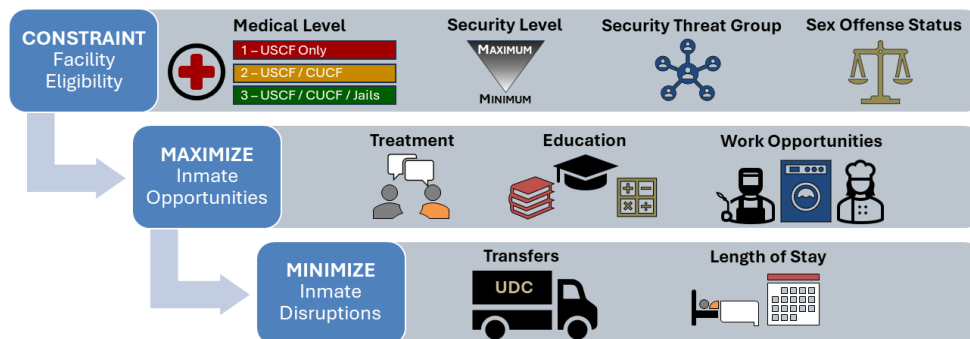 CONSTRAINT
Facility
Eligibility
Medical Level
1 – USCF Only
2 – USCF / CUCF
3 – USCF / CUCF / Jails
Security Level
MAXIMUM
MINIMUM
Security Threat Group
Sex Offense Status
MAXIMIZE
Inmate
Opportunities
Treatment
Education
Work Opportunities
MINIMIZE
Inmate
Disruptions
Transfers
UDC
Length of Stay